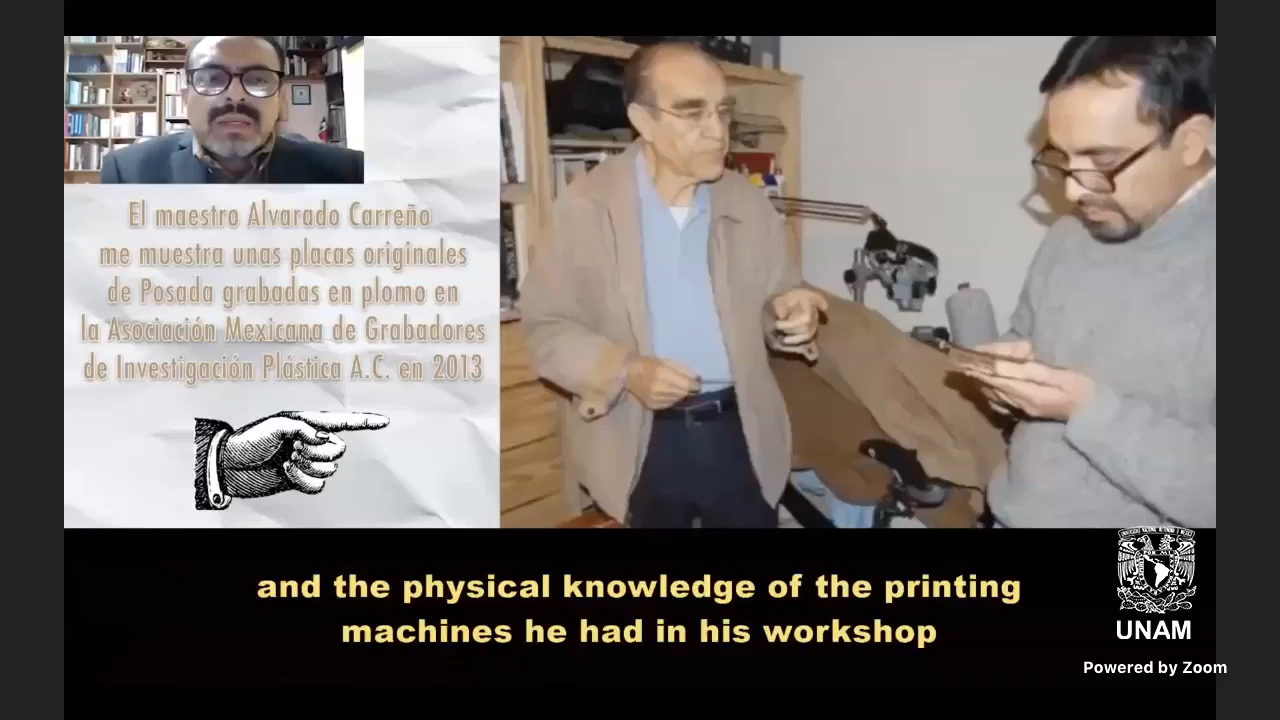 El maestro Alvarado Carreño
me muestra unas placas originales
de Posada grabadas en plomo en
la Asociación Mexicana de Grabadores
de Investigación Plástica A.C. en 2013
and the physical knowledge of the printing
machines he had in his workshop
UNAM
Powered by Zoom